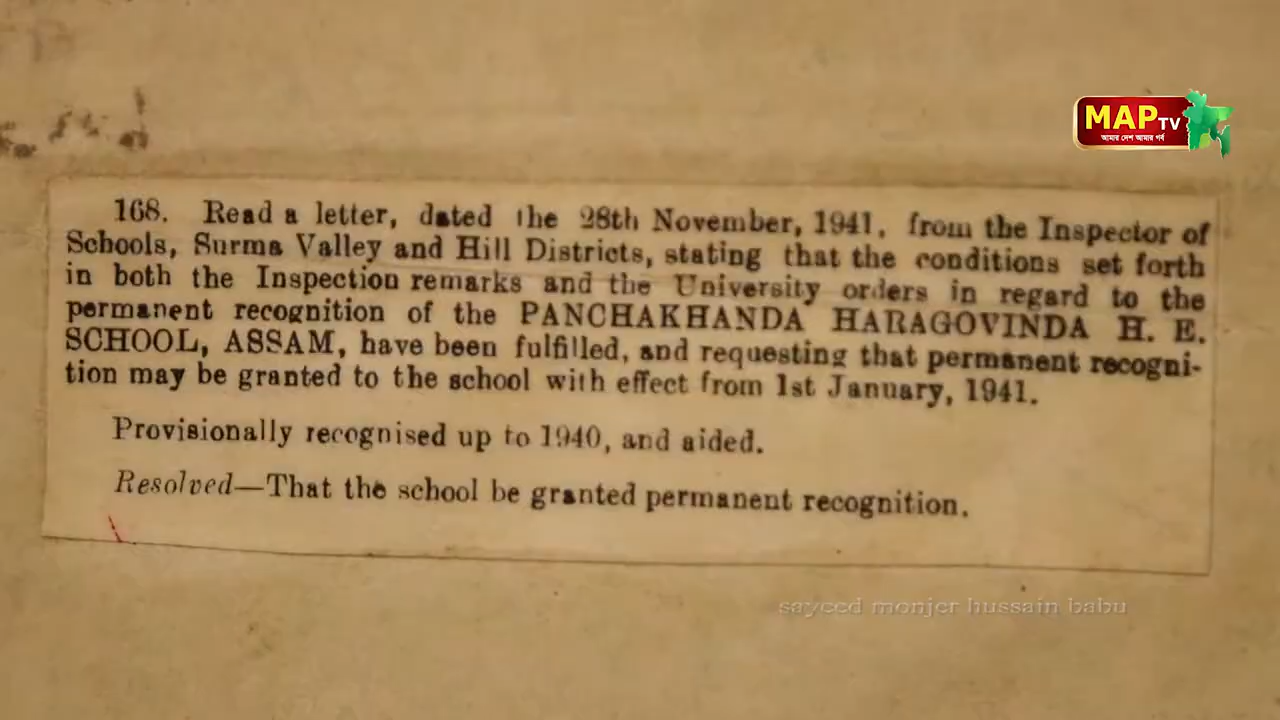 MAP TV
আমার দেশ আমার গর্ব
168. Read a letter, dated the 28th November, 1941, from the Inspector of
Schools, Surma Valley and Hill Districts, stating that the conditions set forth
in both the Inspection remarks and the University orders in regard to the
permanent recognition of the PANCHAKHANDA HARAGOVINDA H. E.
SCHOOL, ASSAM, have been fulfilled, and requesting that permanent recogni-
tion may be granted to the school with effect from 1st January, 1941.
Provisionally recognised up to 1940, and aided.
Resolved—That the school be granted permanent recognition.
sayeed monjer hussain babu